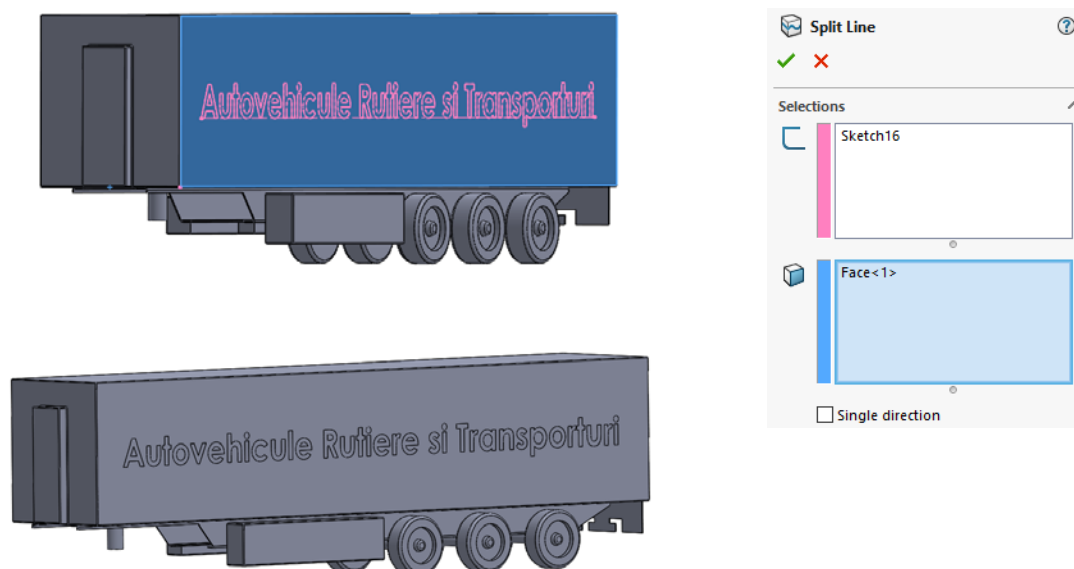 Autovehicule Rutiere si Transporturi
Split Line
Selections
Sketch16
Face<1>
Single direction
Autovehicule Rutiere si Transporturi